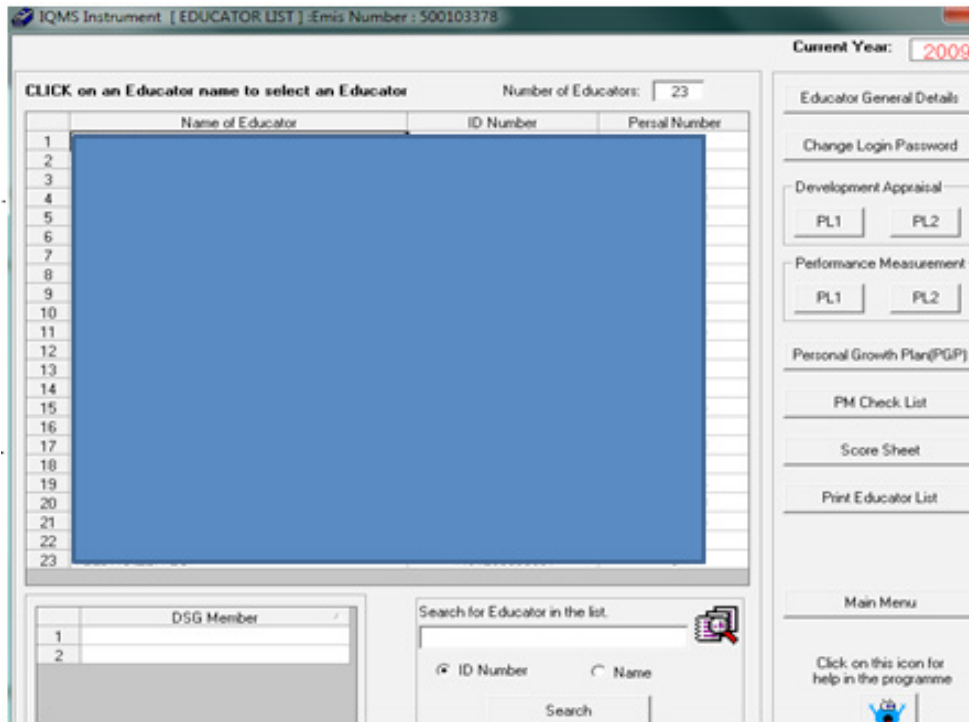 IQMS Instrument [ EDUCATOR LIST ] :Emis Number : 500103378
Current Year: 2009
CLICK on an Educator name to select an Educator
Number of Educators: 23
Name of Educator ID Number Persal Number
1
2
3
4
5
6
7
8
9
10
11
12
13
14
15
16
17
18
19
20
21
22
23
DSG Member
1
2
Search for Educator in the list.
ID Number Name
Search
Educator General Details
Change Login Password
Development Appraisal
PL1 PL2
Performance Measurement
PL1 PL2
Personal Growth Plan(PGP)
PM Check List
Score Sheet
Print Educator List
Main Menu
Click on this icon for
help in the programme